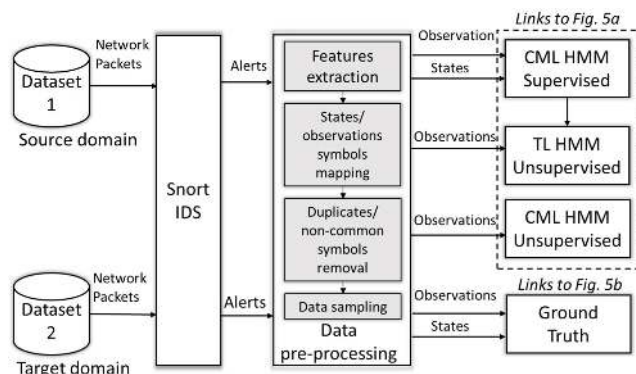 Links to Fig. 5a
Network
Packets
Dataset
1
Source domain
Snort
IDS
Alerts
Features
extraction
States/
observations
symbols
mapping
Duplicates/
non-common
symbols
removal
Data sampling
Data
pre-processing
Observation
States
CML HMM
Supervised
Observations
TL HMM
Unsupervised
Observations
CML HMM
Unsupervised
Links to Fig. 5b
Network
Packets
Dataset
2
Target domain
Alerts
Observations
States
Ground
Truth